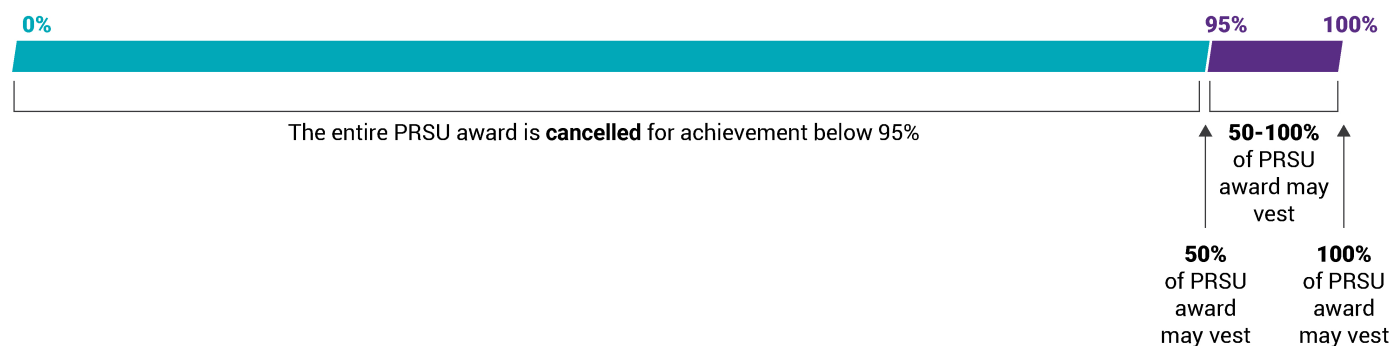 0%
95%
100%
The entire PRSU award is cancelled for achievement below 95%
50-100%
of PRSU
award may
vest
50%
of PRSU
award
may vest
100%
of PRSU
award
may vest